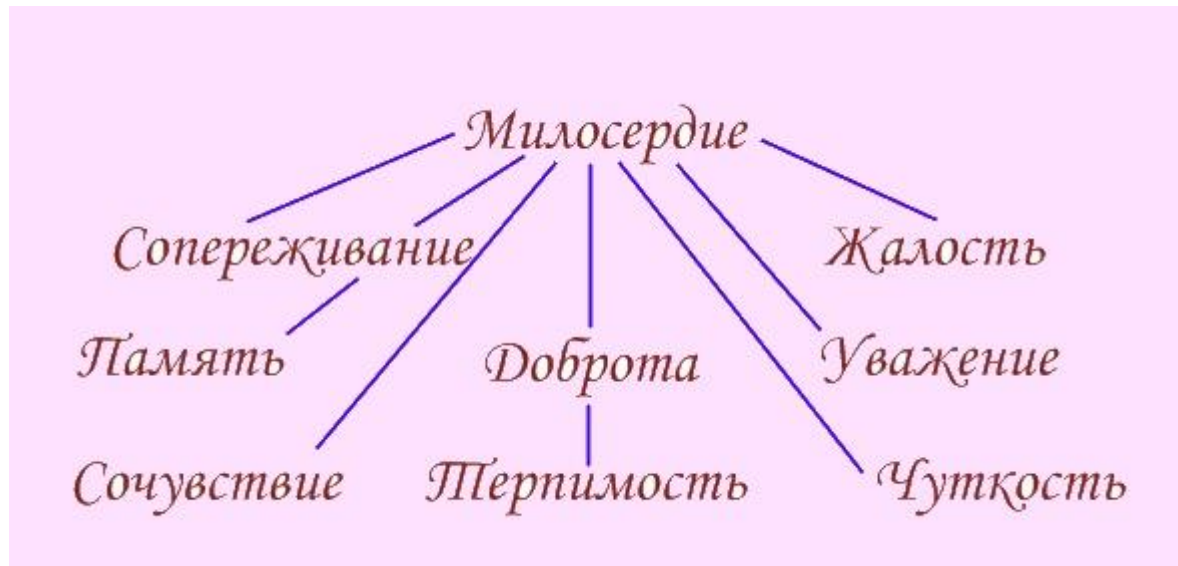 Милосердие
Сопереживание Жалость
Память Доброта Уважение
Сочувствие Терпимость Чуткость